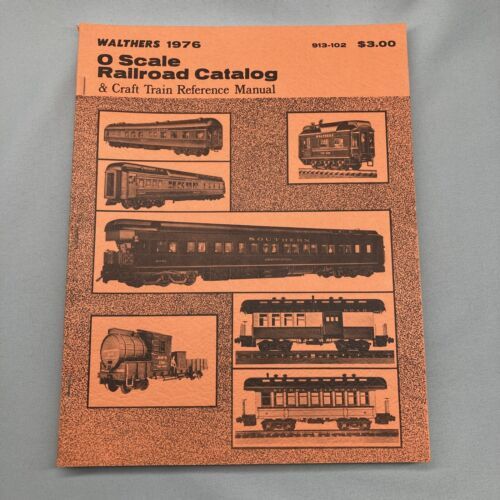 WALTHERS 1976 913-102 $3.00
O Scale
Railroad Catalog
& Craft Train Reference Manual
SOUTHERN